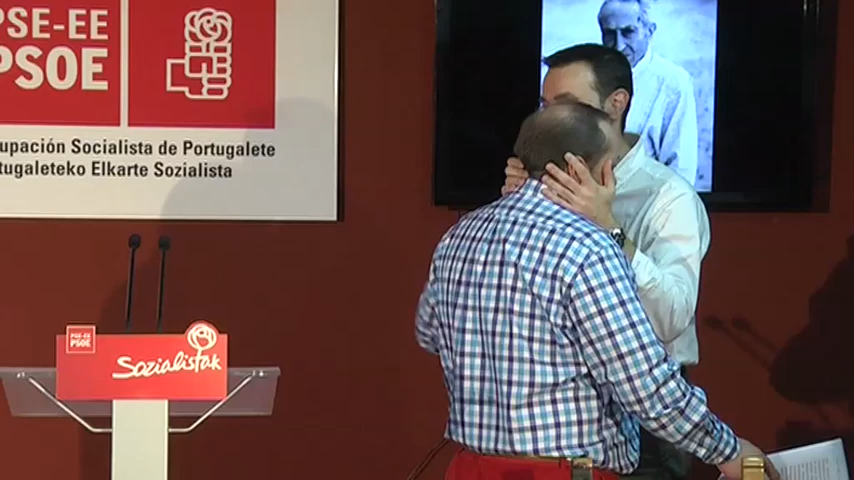 PSE-EE
PSOE
upación Socialista de Portugalete
tugaleteko Elkarte Sozialista
PSE-EE
PSOE
Sozialistak